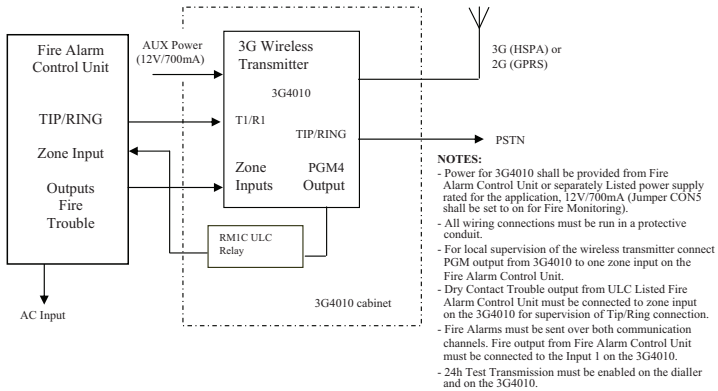 Fire Alarm
Control Unit
TIP/RING
Zone Input
Outputs
Fire
Trouble
AC Input
AUX Power
(12V/700mA)
3G Wireless
Transmitter
3G4010
T1/R1
TIP/RING
Zone
Inputs
PGM4
Output
RM1C ULC
Relay
3G4010 cabinet
3G (HSPA) or
2G (GPRS)
PSTN
NOTES:
- Power for 3G4010 shall be provided from Fire
Alarm Control Unit or separately Listed power supply
rated for the application, 12V/700mA (Jumper CON5
shall be set to on for Fire Monitoring).
- All wiring connections must be run in a protective
conduit.
- For local supervision of the wireless transmitter connect
PGM output from 3G4010 to one zone input on the
Fire Alarm Control Unit.
- Dry Contact Trouble output from ULC Listed Fire
Alarm Control Unit must be connected to zone input
on the 3G4010 for supervision of Tip/Ring connection.
- Fire Alarms must be sent over both communication
channels. Fire output from Fire Alarm Control Unit
must be connected to the Input 1 on the 3G4010.
- 24h Test Transmission must be enabled on the dialler
and on the 3G4010.